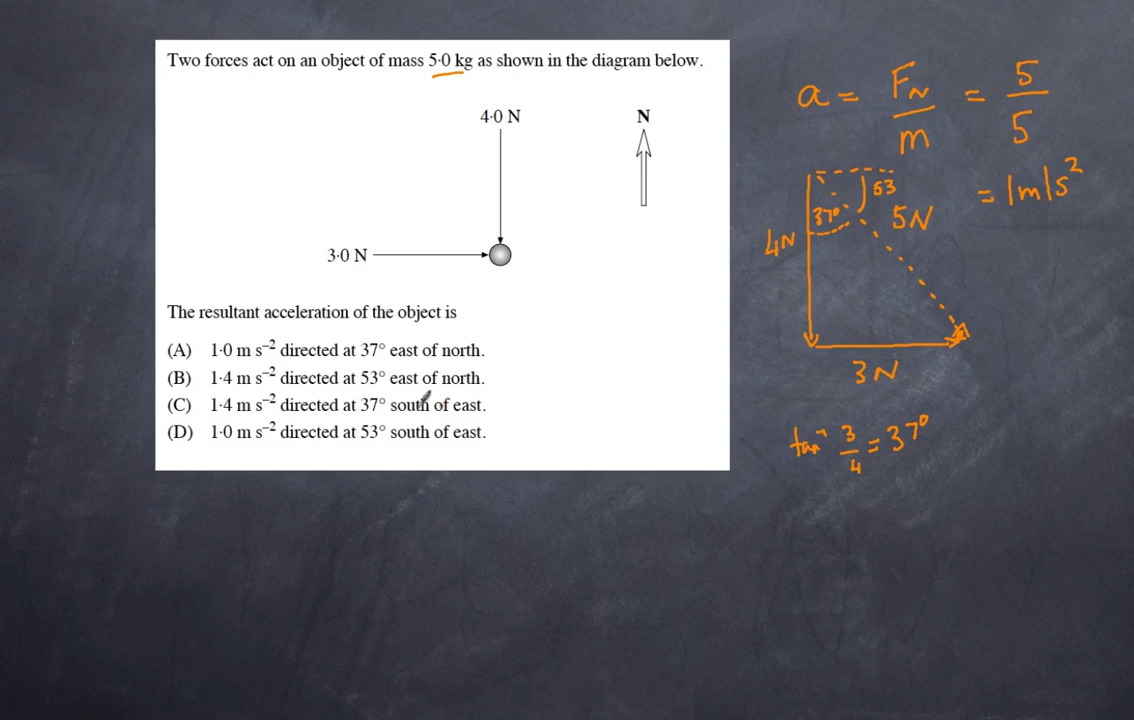 Two forces act on an object of mass 5·0 kg as shown in the diagram below.
4·0 N
N
3·0 N
The resultant acceleration of the object is
(A) 1·0 m s⁻² directed at 37° east of north.
(B) 1·4 m s⁻² directed at 53° east of north.
(C) 1·4 m s⁻² directed at 37° south of east.
(D) 1·0 m s⁻² directed at 53° south of east.
a = F_N / m = 5 / 5
= 1m/s²
53
37°
5N
4N
3N
tan⁻¹ 3/4 = 37°